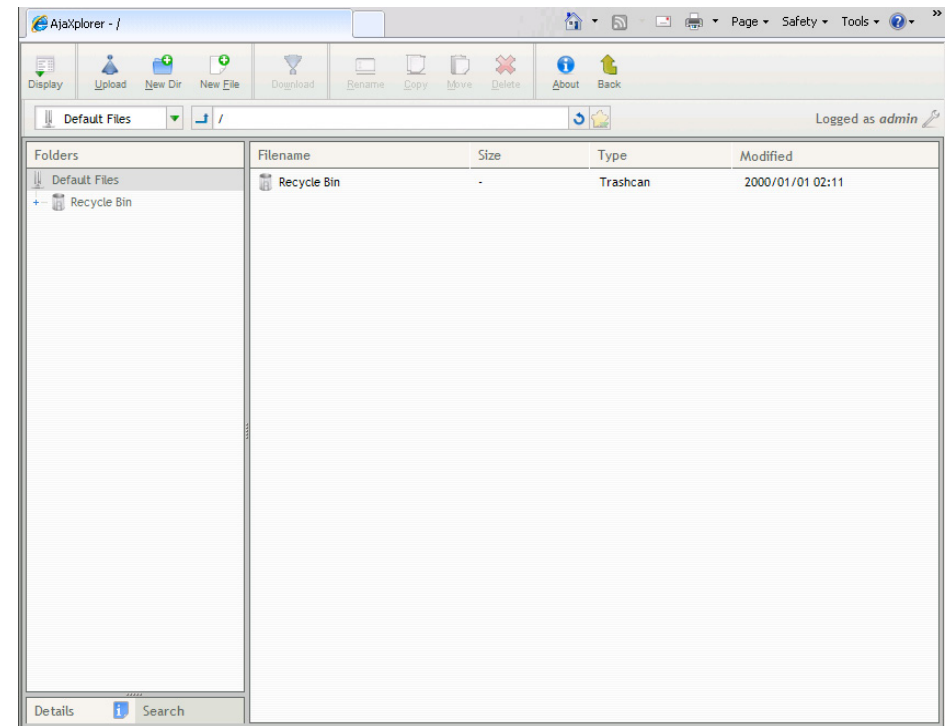 AjaXplorer - /
Page Safety Tools »
Display Upload New Dir New File Download Rename Copy Move Delete About Back
Default Files / Logged as admin
Folders Filename Size Type Modified
Default Files Recycle Bin - Trashcan 2000/01/01 02:11
Recycle Bin
Details Search